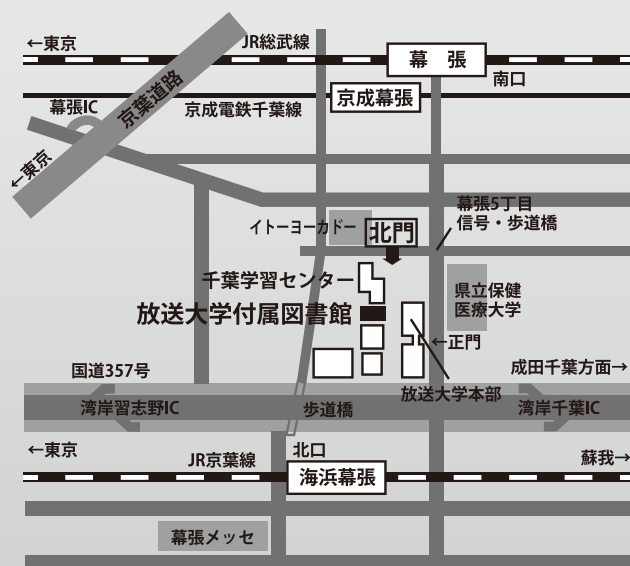 ←東京
JR総武線
幕 張
南口
幕張IC
京葉道路
京成電鉄千葉線
京成幕張
←東京
幕張5丁目
信号・歩道橋
イトーヨーカドー
北門
千葉学習センター
放送大学付属図書館
県立保健
医療大学
←正門
国道357号
成田千葉方面→
放送大学本部
湾岸習志野IC
歩道橋
湾岸千葉IC
←東京
JR京葉線
北口
海浜幕張
蘇我→
幕張メッセ